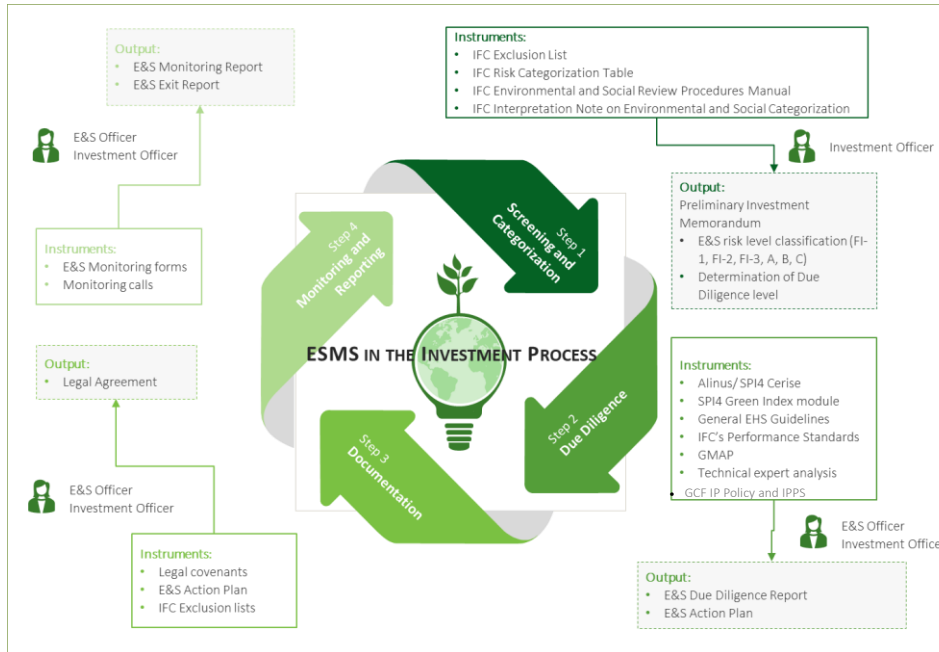 Output:
• E&S Monitoring Report
• E&S Exit Report
E&S Officer
Investment Officer
Instruments:
• E&S Monitoring forms
• Monitoring calls
Instruments:
• IFC Exclusion List
• IFC Risk Categorization Table
• IFC Environmental and Social Review Procedures Manual
• IFC Interpretation Note on Environmental and Social Categorization
Investment Officer
Output:
Preliminary Investment
Memorandum
• E&S risk level classification (FI-
1, FI-2, FI-3, A, B, C)
• Determination of Due
Diligence level
Step 4
Monitoring and
Reporting
Step 1
Screening and
Categorization
ESMS IN THE INVESTMENT PROCESS
Step 3
Documentation
Step 2
Due Diligence
Output:
• Legal Agreement
E&S Officer
Investment Officer
Instruments:
• Legal covenants
• E&S Action Plan
• IFC Exclusion lists
Instruments:
• Alinus/ SPI4 Cerise
• SPI4 Green Index module
• General EHS Guidelines
• IFC's Performance Standards
• GMAP
• Technical expert analysis
• GCF IP Policy and IPPS
E&S Officer
Investment Office
Output:
• E&S Due Diligence Report
• E&S Action Plan